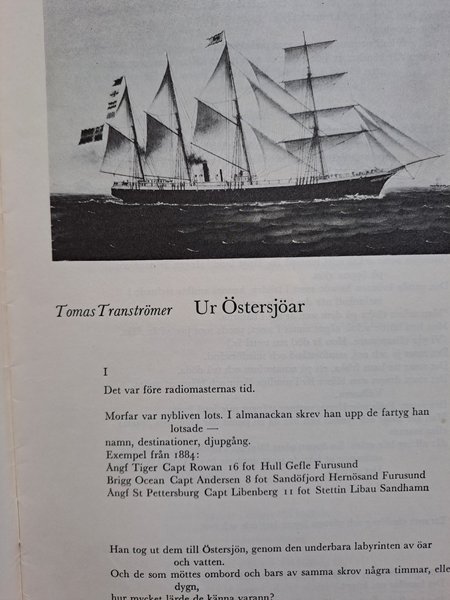 Tomas Tranströmer Ur Östersjöar
I
Det var före radiomasternas tid.
Morfar var nybliven lots. I almanackan skrev han upp de fartyg han
lotsade —
namn, destinationer, djupgång.
Exempel från 1884:
Ångf Tiger Capt Rowan 16 fot Hull Gefle Furusund
Brigg Ocean Capt Andersen 8 fot Sandöfjord Hernösand Furusund
Ångf St Pettersburg Capt Libenberg 11 fot Stettin Libau Sandhamn
Han tog ut dem till Östersjön, genom den underbara labyrinten av öar
och vatten.
Och de som möttes ombord och bars av samma skrov några timmar, elle
dygn,
hur mycket lärde de känna varann?